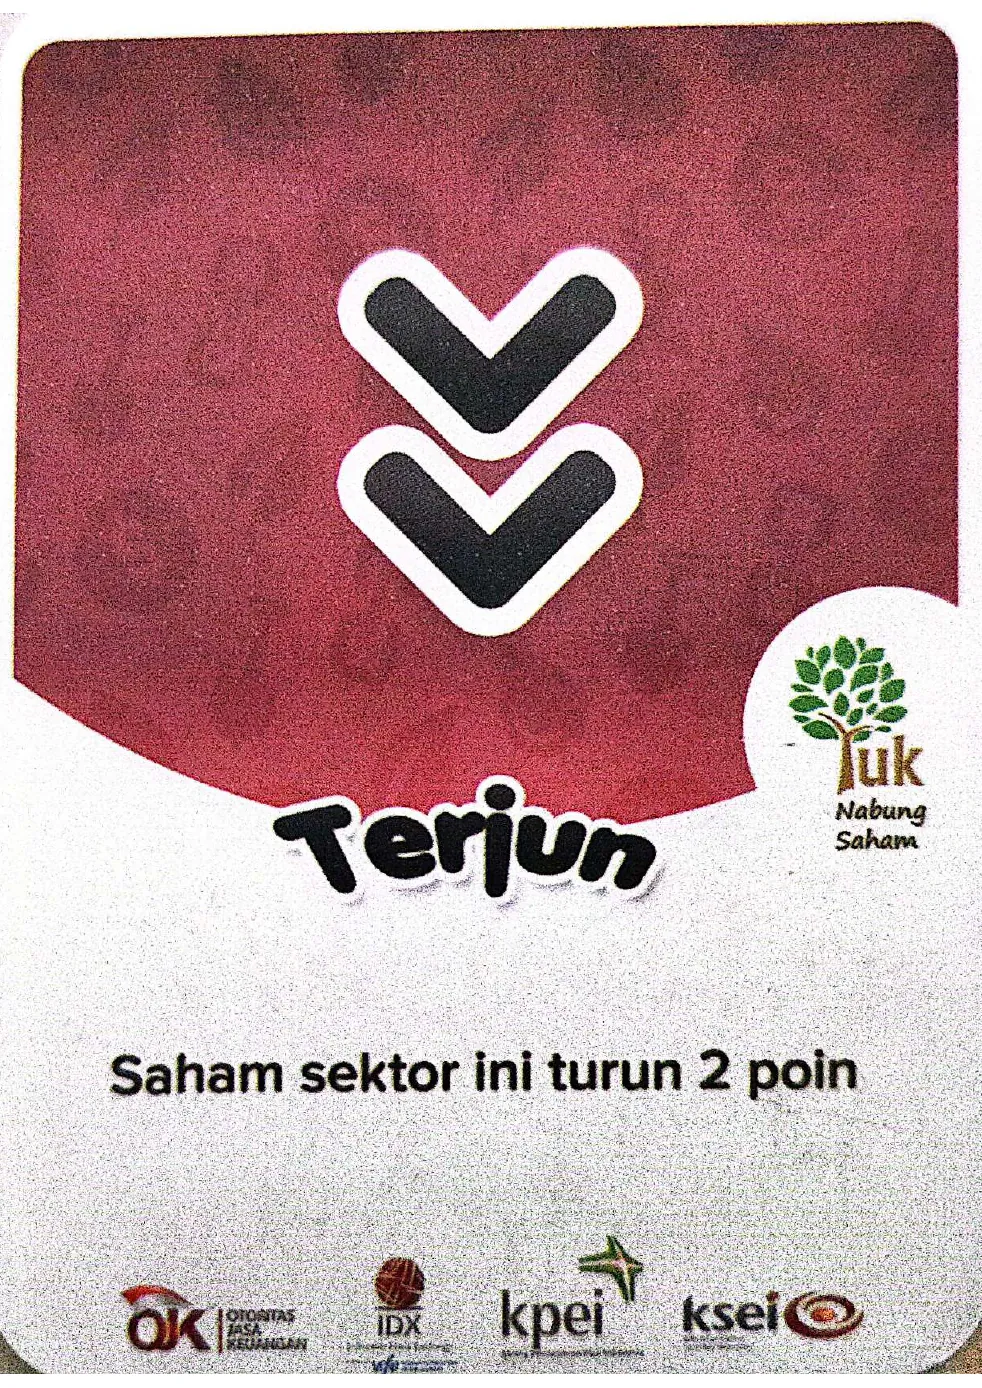 Yuk
Nabung
Saham
Terjun
Saham sektor ini turun 2 poin
OJK
OTORITAS
JASA
KEUANGAN
IDX
kpei
ksei